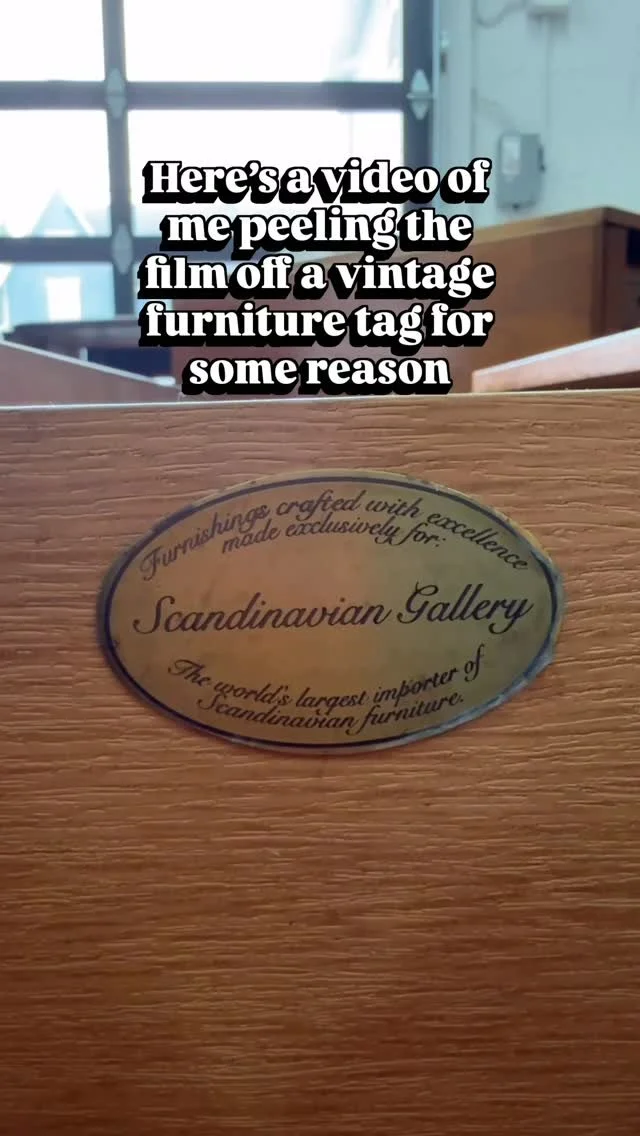 Here's a video of
me peeling the
film off a vintage
furniture tag for
some reason
Furnishings crafted with excellence
made exclusively for:
Scandinavian Gallery
The world's largest importer of
Scandinavian furniture.